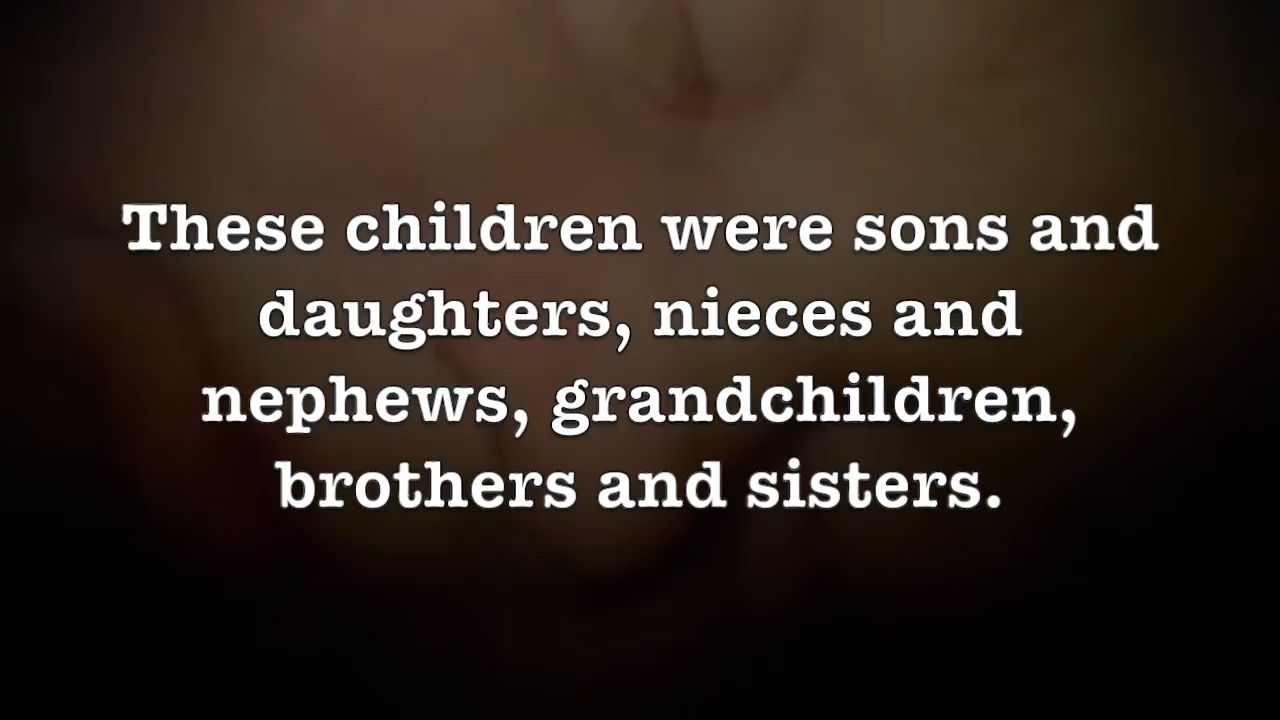 These children were sons and
daughters, nieces and
nephews, grandchildren,
brothers and sisters.